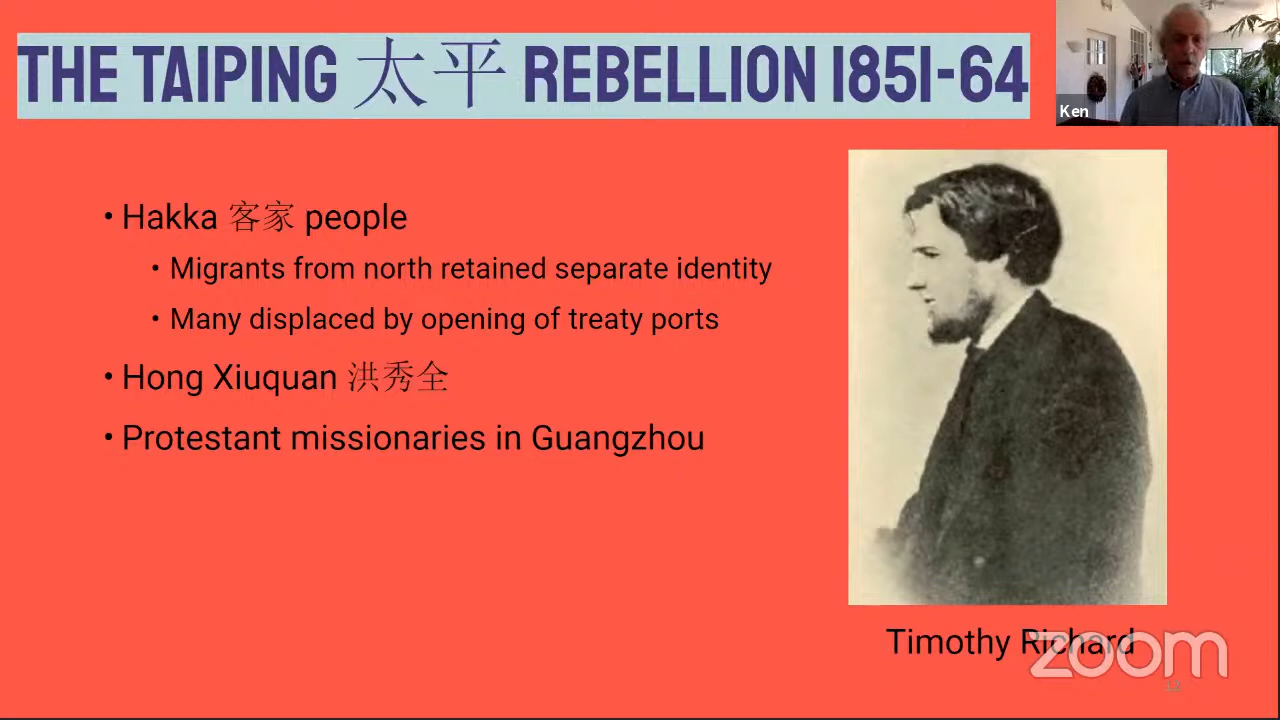 THE TAIPING 太平 REBELLION 1851-64
Ken
• Hakka 客家 people
• Migrants from north retained separate identity
• Many displaced by opening of treaty ports
• Hong Xiuquan 洪秀全
• Protestant missionaries in Guangzhou
Timothy Richard
zoom
12